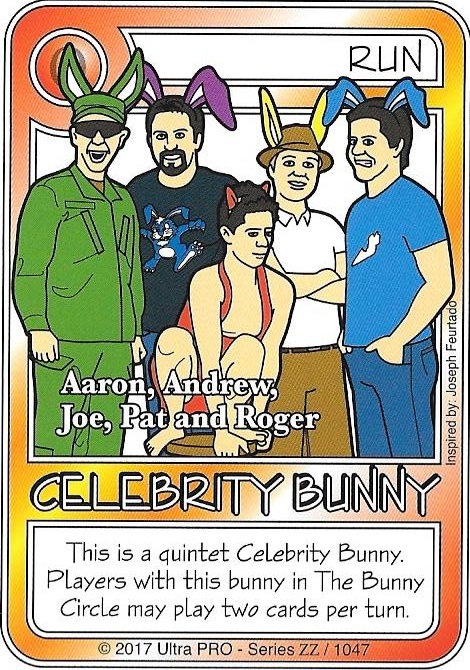 RUN
Inspired by: Joseph Feurtado
Aaron, Andrew,
Joe, Pat and Roger
CELEBRITY BUNNY
This is a quintet Celebrity Bunny.
Players with this bunny in The Bunny
Circle may play two cards per turn.
© 2017 Ultra PRO - Series ZZ / 1047